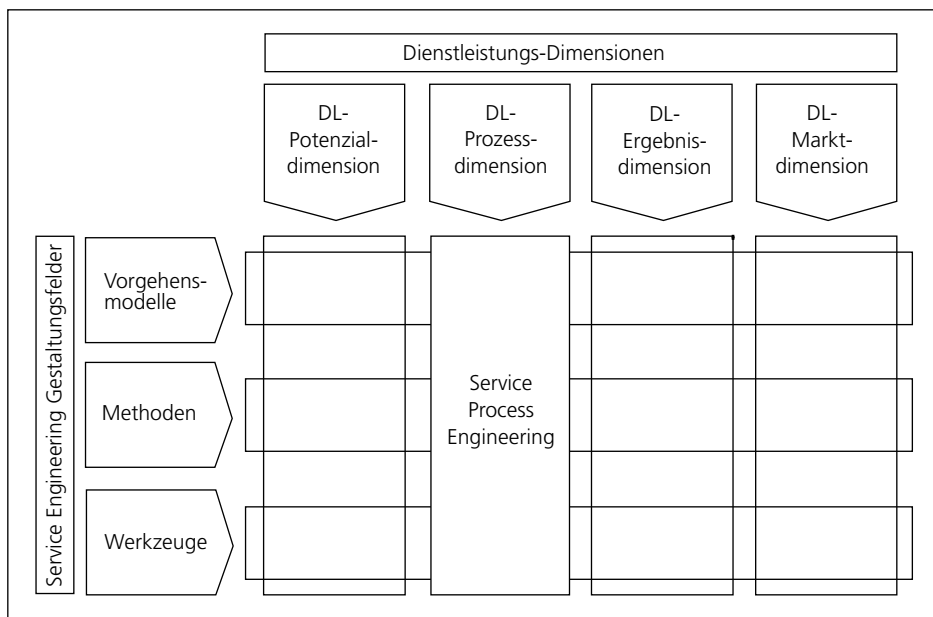 Dienstleistungs-Dimensionen
DL-
Potenzial-
dimension
DL-
Prozess-
dimension
DL-
Ergebnis-
dimension
DL-
Markt-
dimension
Service Engineering Gestaltungsfelder
Vorgehens-
modelle
Methoden
Werkzeuge
Service
Process
Engineering